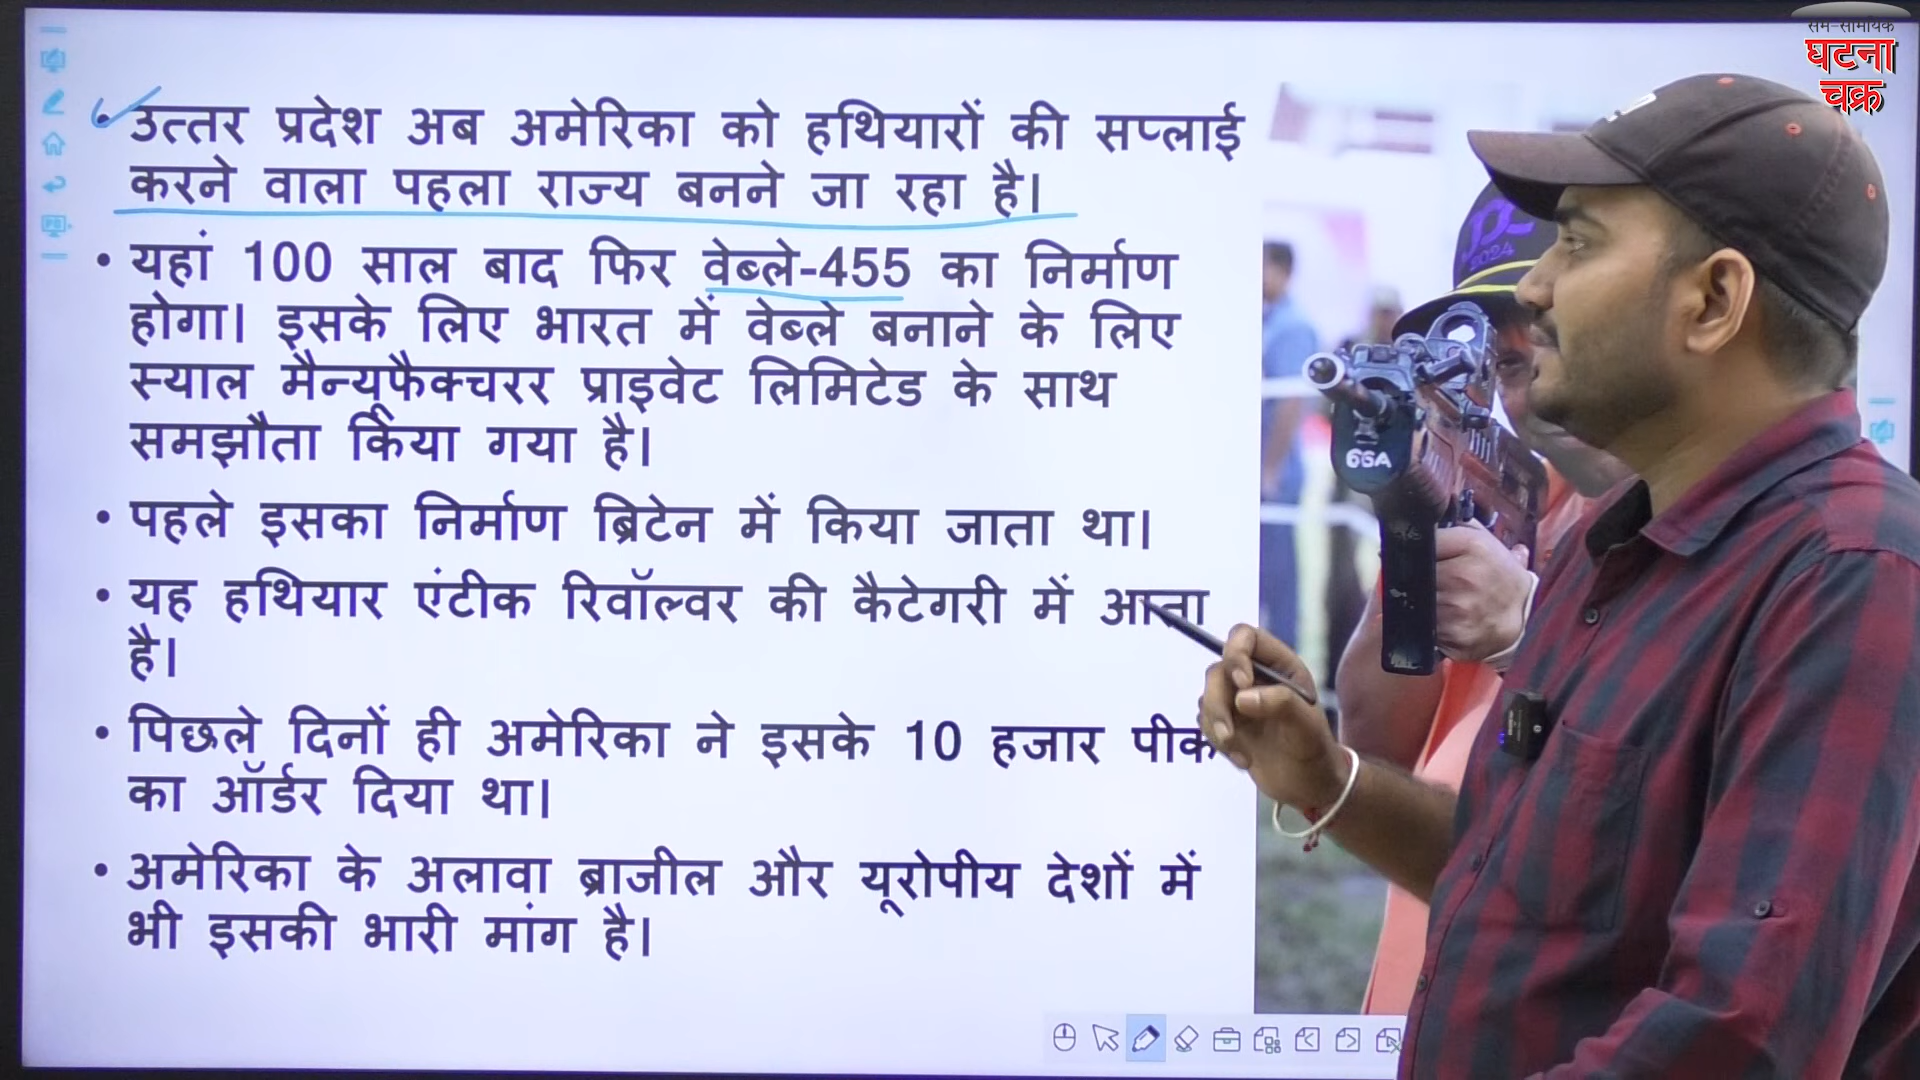 सम-सामयिक
घटना
चक्र
• उत्तर प्रदेश अब अमेरिका को हथियारों की सप्लाई
करने वाला पहला राज्य बनने जा रहा है।
• यहां 100 साल बाद फिर वेब्ले-455 का निर्माण
होगा। इसके लिए भारत में वेब्ले बनाने के लिए
स्याल मैन्यूफैक्चरर प्राइवेट लिमिटेड के साथ
समझौता किया गया है।
• पहले इसका निर्माण ब्रिटेन में किया जाता था।
• यह हथियार एंटीक रिवॉल्वर की कैटेगरी में आता
है।
• पिछले दिनों ही अमेरिका ने इसके 10 हजार पीक
का ऑर्डर दिया था।
• अमेरिका के अलावा ब्राजील और यूरोपीय देशों में
भी इसकी भारी मांग है।
66A
2024